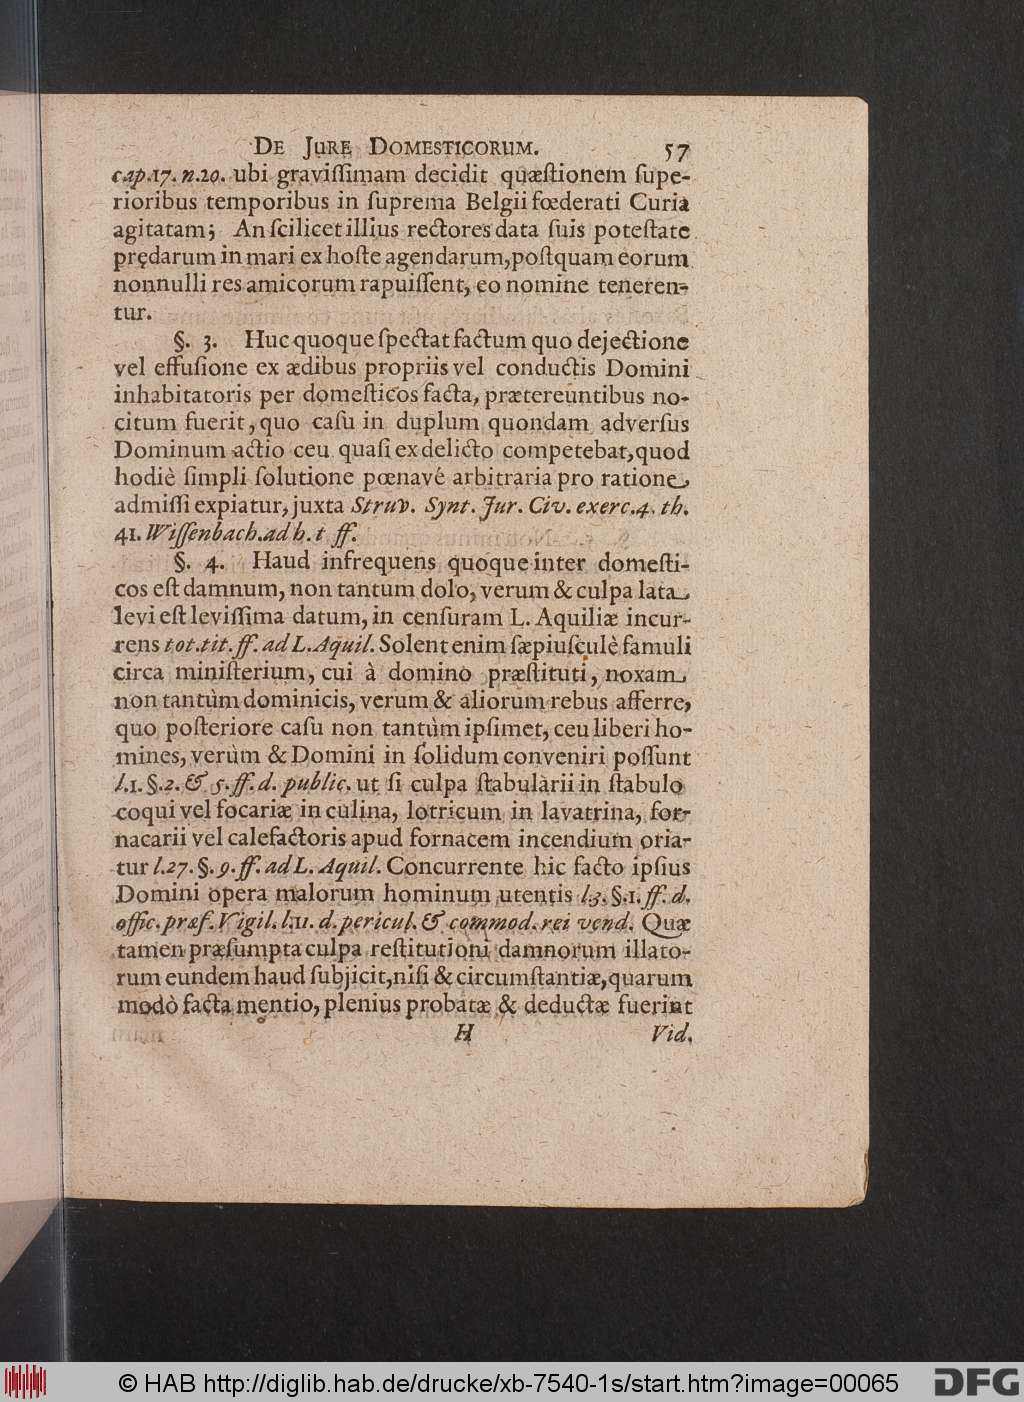 De Jure Domesticorum. 57
cap.17. n.20. ubi graviſſimam decidit quæſtionem ſupe-
rioribus temporibus in ſuprema Belgii fœderati Curia
agitatam; An ſcilicet illius rectores data ſuis poteſtate
prędarum in mari ex hoſte agendarum, poſtquam eorum
nonnulli res amicorum rapuiſſent, eo nomine teneren-
tur.
§. 3. Huc quoque ſpectat factum quo dejectione
vel effuſione ex ædibus propriis vel conductis Domini
inhabitatoris per domeſticos facta, prætereuntibus no-
citum fuerit, quo caſu in duplum quondam adverſus
Dominum actio ceu quaſi ex delicto competebat, quod
hodiè ſimpli ſolutione pœnavé arbitraria pro ratione
admiſſi expiatur, juxta Struv. Synt. Jur. Civ. exerc.4. th.
41. Wiſſenbach. ad h. t ff.
§. 4. Haud infrequens quoque inter domeſti-
cos eſt damnum, non tantum dolo, verum & culpa lata
levi eſt leviſſima datum, in cenſuram L. Aquiliæ incur-
rens tot. tit. ff. ad L. Aquil. Solent enim ſæpiuſculè famuli
circa miniſterium, cui à domino præſtituti, noxam
non tantùm dominicis, verum & aliorum rebus afferre,
quo poſteriore caſu non tantùm ipſimet, ceu liberi ho-
mines, verùm & Domini in ſolidum conveniri poſſunt
l.1. §.2. & 5. ff. d. public. ut ſi culpa ſtabularii in ſtabulo
coqui vel focariæ in culina, lotricum in lavatrina, for-
nacarii vel calefactoris apud fornacem incendium oria-
tur l.27. §. 9. ff. ad L. Aquil. Concurrente hic facto ipſius
Domini opera malorum hominum utentis l.3. §.1. ff. d.
offic. præf. Vigil. l.11. d. pericul. & commod. rei vend. Quæ
tamen præſumpta culpa reſtitutioni damnorum illato-
rum eundem haud ſubjicit, niſi & circumſtantiæ, quarum
modò facta mentio, plenius probatæ & deductæ fuerint
H Vid.
© HAB http://diglib.hab.de/drucke/xb-7540-1s/start.htm?image=00065
DFG